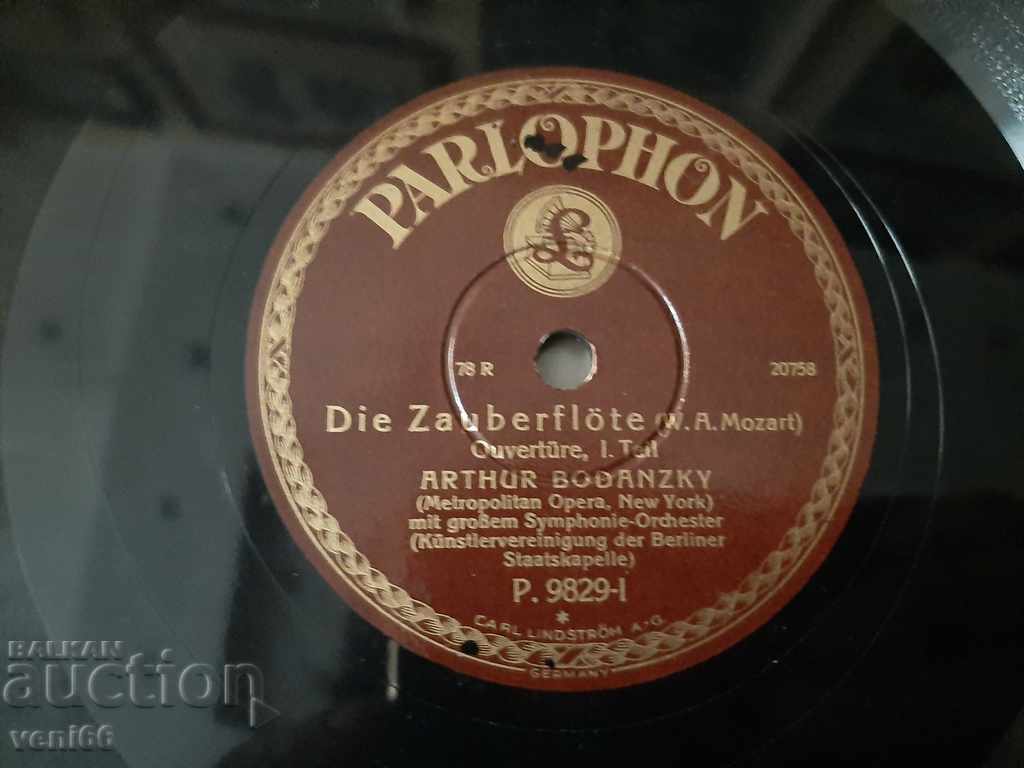 PARLOPHON
£
78 R
20758
Die Zauberflöte (W. A. Mozart)
Ouvertüre, I. Teil
ARTHUR BODANZKY
(Metropolitan Opera, New York)
mit großem Symphonie-Orchester
(Künstlervereinigung der Berliner
Staatskapelle)
P. 9829-I
*
CARL LINDSTRÖM A.-G.
GERMANY
BALKAN
auction
veni66